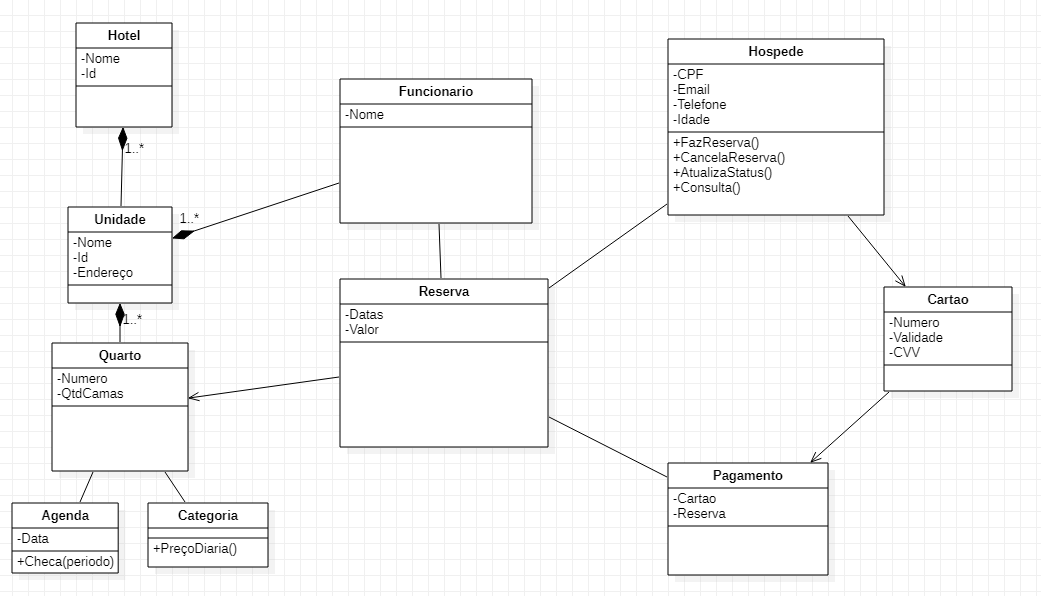 Hotel
-Nome
-Id
1..*
Unidade
-Nome
-Id
-Endereço
1..*
1..*
Quarto
-Numero
-QtdCamas
Agenda
-Data
+Checa(periodo)
Categoria
+PreçoDiaria()
Funcionario
-Nome
Reserva
-Datas
-Valor
Hospede
-CPF
-Email
-Telefone
-Idade
+FazReserva()
+CancelaReserva()
+AtualizaStatus()
+Consulta()
Cartao
-Numero
-Validade
-CVV
Pagamento
-Cartao
-Reserva